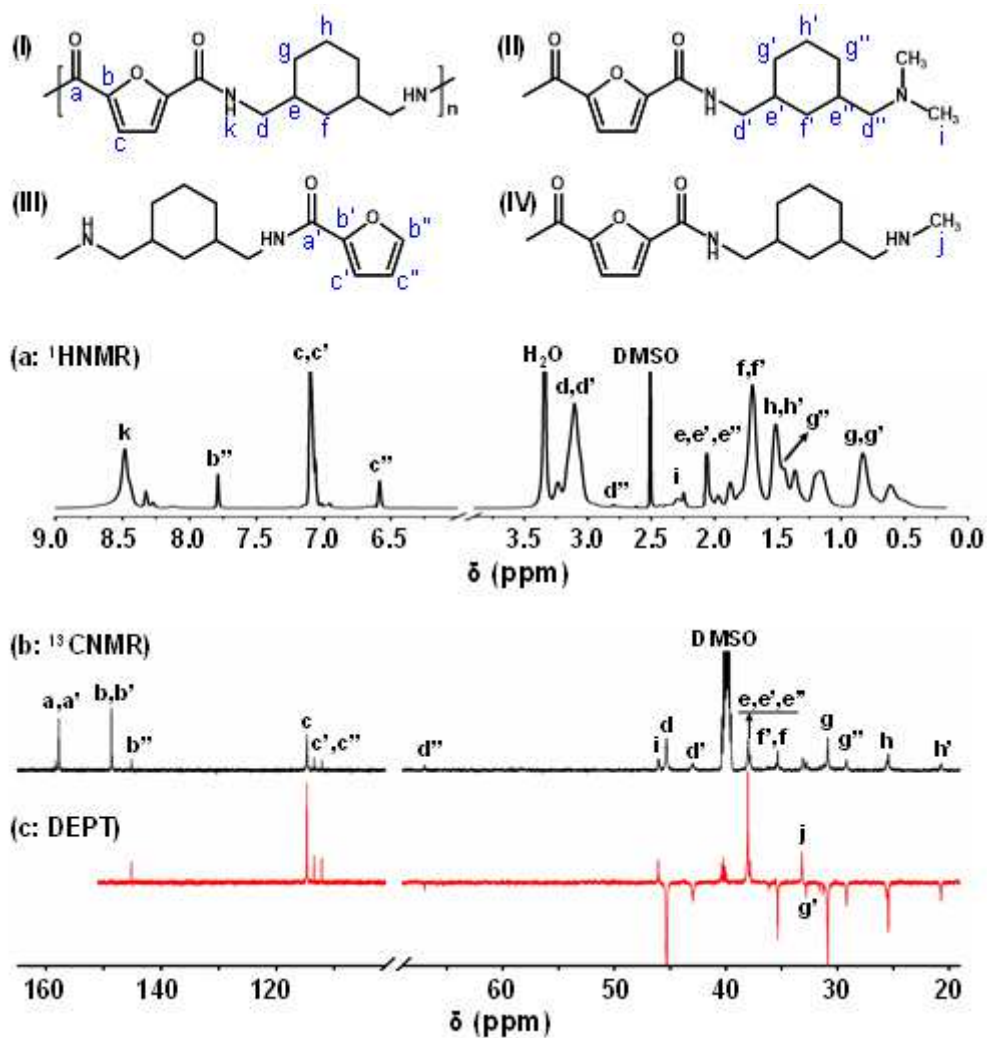 (I)
O
a
b
O
c
O
N
H
k
d
e
f
g
h
HN
n
(II)
O
O
O
N
H
d'
e'
f'
g'
h'
g''
e''
d''
N
CH₃
CH₃
i
(III)
H
N
HN
O
a'
b'
O
b''
c'
c''
(IV)
O
O
O
N
H
HN
CH₃
j
(a: ¹HNMR)
k
b''
c,c'
c''
H₂O
d,d'
d''
DMSO
i
e,e',e''
f,f'
h,h'
g''
g,g'
9.0 8.5 8.0 7.5 7.0 6.5 3.5 3.0 2.5 2.0 1.5 1.0 0.5 0.0
δ (ppm)
(b: ¹³CNMR)
a,a'
b,b'
b''
c
c',c''
d''
i
d
d'
DMSO
e,e',e''
f',f
g
g''
h
h'
(c: DEPT)
j
g'
160 140 120 60 50 40 30 20
δ (ppm)